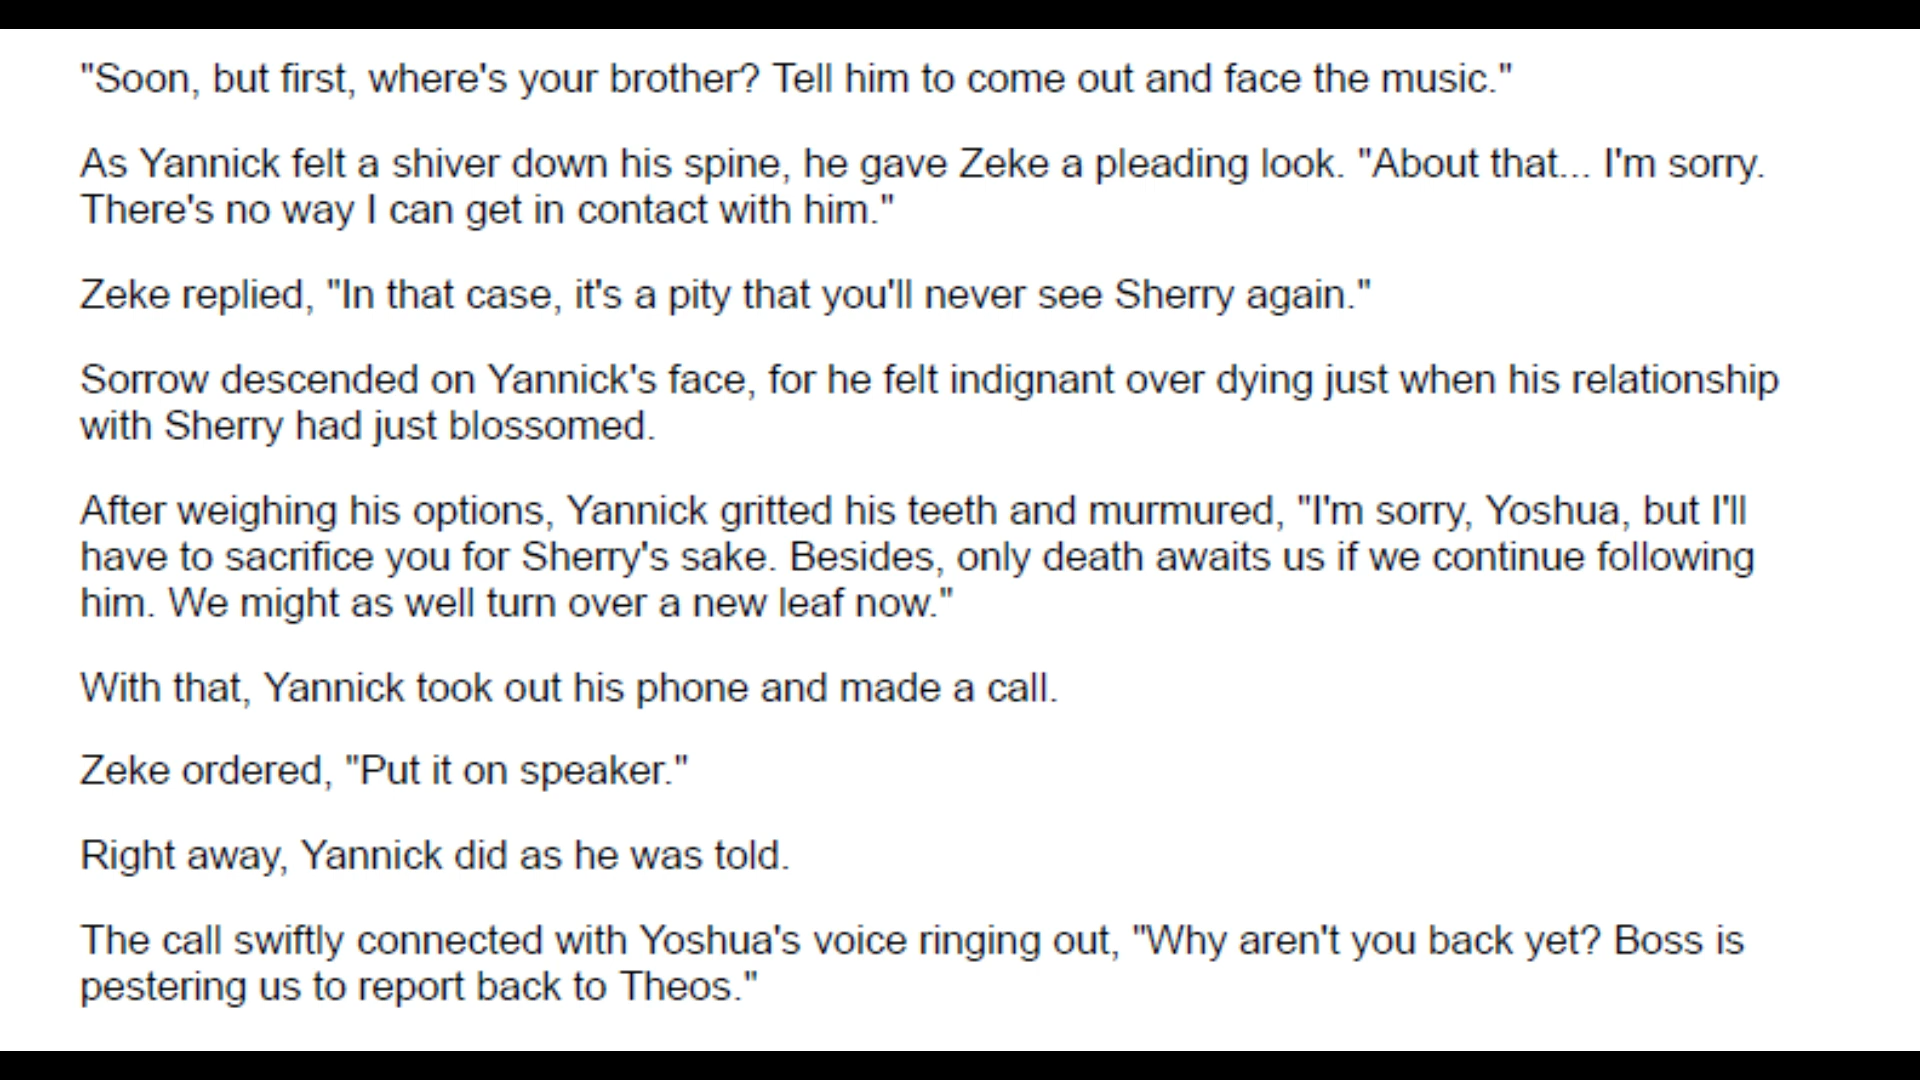 "Soon, but first, where's your brother? Tell him to come out and face the music."
As Yannick felt a shiver down his spine, he gave Zeke a pleading look. "About that... I'm sorry.
There's no way I can get in contact with him."
Zeke replied, "In that case, it's a pity that you'll never see Sherry again."
Sorrow descended on Yannick's face, for he felt indignant over dying just when his relationship
with Sherry had just blossomed.
After weighing his options, Yannick gritted his teeth and murmured, "I'm sorry, Yoshua, but I'll
have to sacrifice you for Sherry's sake. Besides, only death awaits us if we continue following
him. We might as well turn over a new leaf now."
With that, Yannick took out his phone and made a call.
Zeke ordered, "Put it on speaker."
Right away, Yannick did as he was told.
The call swiftly connected with Yoshua's voice ringing out, "Why aren't you back yet? Boss is
pestering us to report back to Theos."